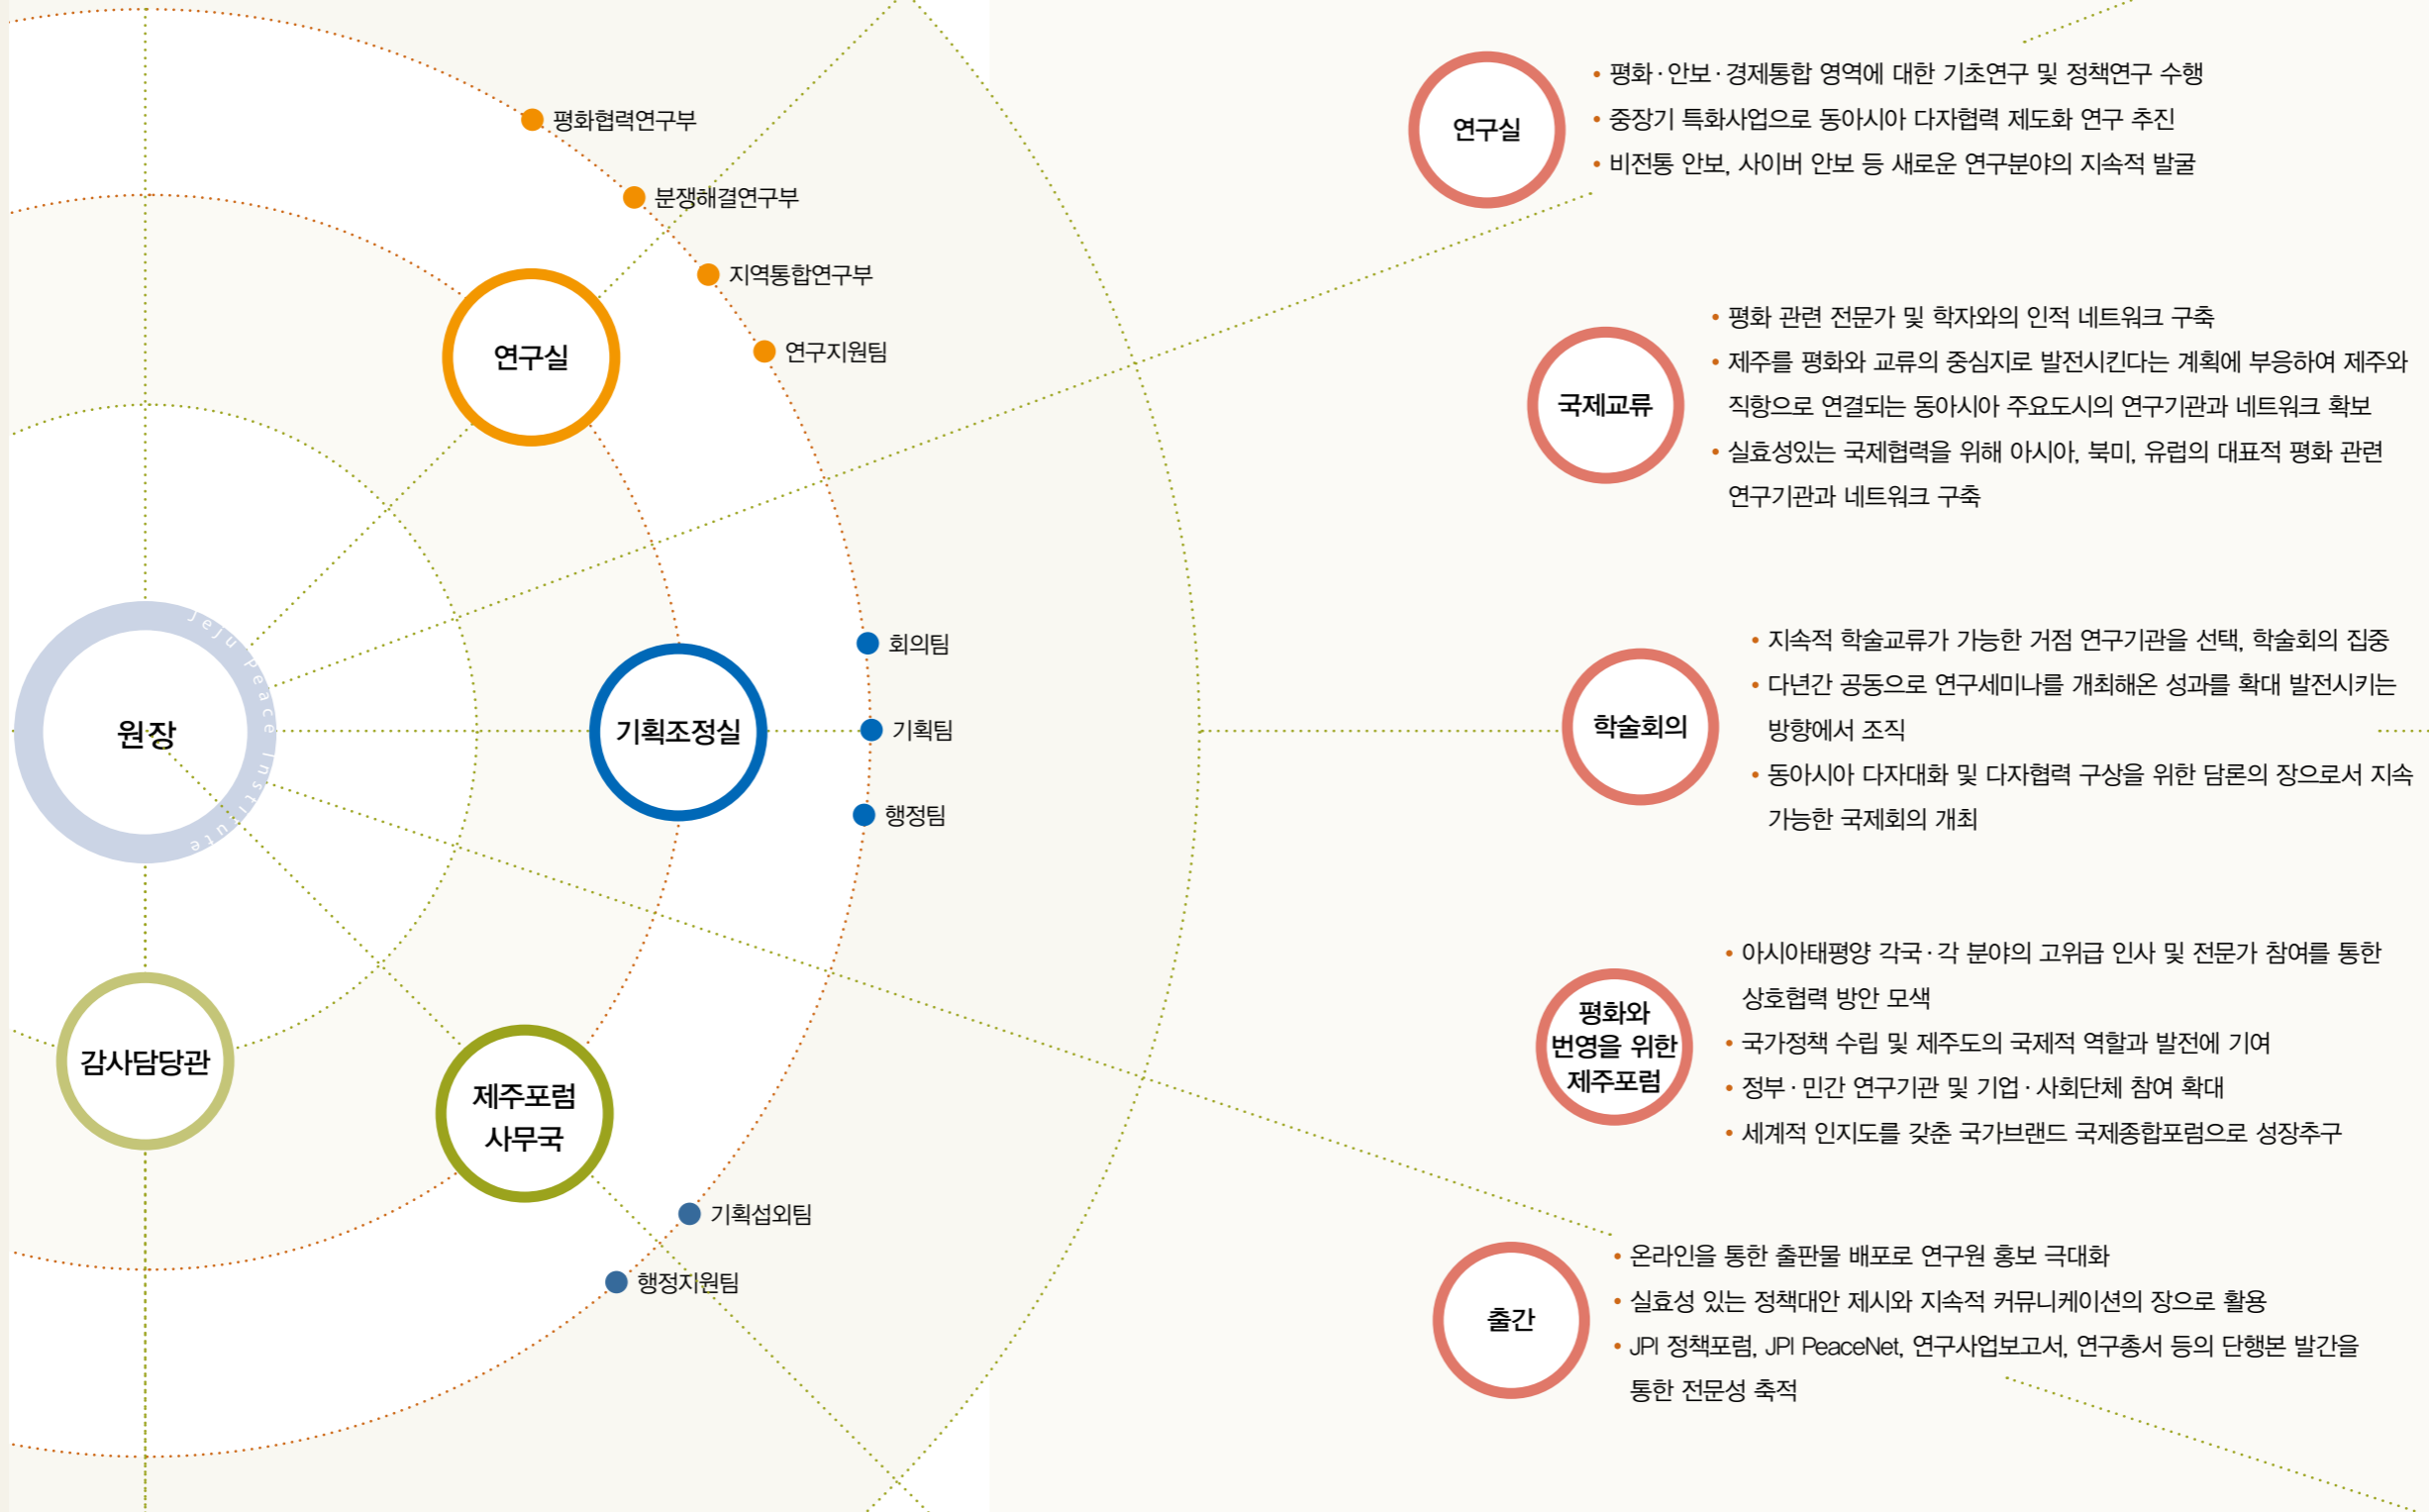 평화협력연구부
분쟁해결연구부
지역통합연구부
연구지원팀
연구실
Jeju Peace Institute
원장
기획조정실
회의팀
기획팀
행정팀
감사담당관
제주포럼
사무국
기획섭외팀
행정지원팀
연구실
• 평화·안보·경제통합 영역에 대한 기초연구 및 정책연구 수행
• 중장기 특화사업으로 동아시아 다자협력 제도화 연구 추진
• 비전통 안보, 사이버 안보 등 새로운 연구분야의 지속적 발굴
국제교류
• 평화 관련 전문가 및 학자와의 인적 네트워크 구축
• 제주를 평화와 교류의 중심지로 발전시킨다는 계획에 부응하여 제주와
직항으로 연결되는 동아시아 주요도시의 연구기관과 네트워크 확보
• 실효성있는 국제협력을 위해 아시아, 북미, 유럽의 대표적 평화 관련
연구기관과 네트워크 구축
학술회의
• 지속적 학술교류가 가능한 거점 연구기관을 선택, 학술회의 집중
• 다년간 공동으로 연구세미나를 개최해온 성과를 확대 발전시키는
방향에서 조직
• 동아시아 다자대화 및 다자협력 구상을 위한 담론의 장으로서 지속
가능한 국제회의 개최
평화와
번영을 위한
제주포럼
• 아시아태평양 각국·각 분야의 고위급 인사 및 전문가 참여를 통한
상호협력 방안 모색
• 국가정책 수립 및 제주도의 국제적 역할과 발전에 기여
• 정부·민간 연구기관 및 기업·사회단체 참여 확대
• 세계적 인지도를 갖춘 국가브랜드 국제종합포럼으로 성장추구
출간
• 온라인을 통한 출판물 배포로 연구원 홍보 극대화
• 실효성 있는 정책대안 제시와 지속적 커뮤니케이션의 장으로 활용
• JPI 정책포럼, JPI PeaceNet, 연구사업보고서, 연구총서 등의 단행본 발간을
통한 전문성 축적